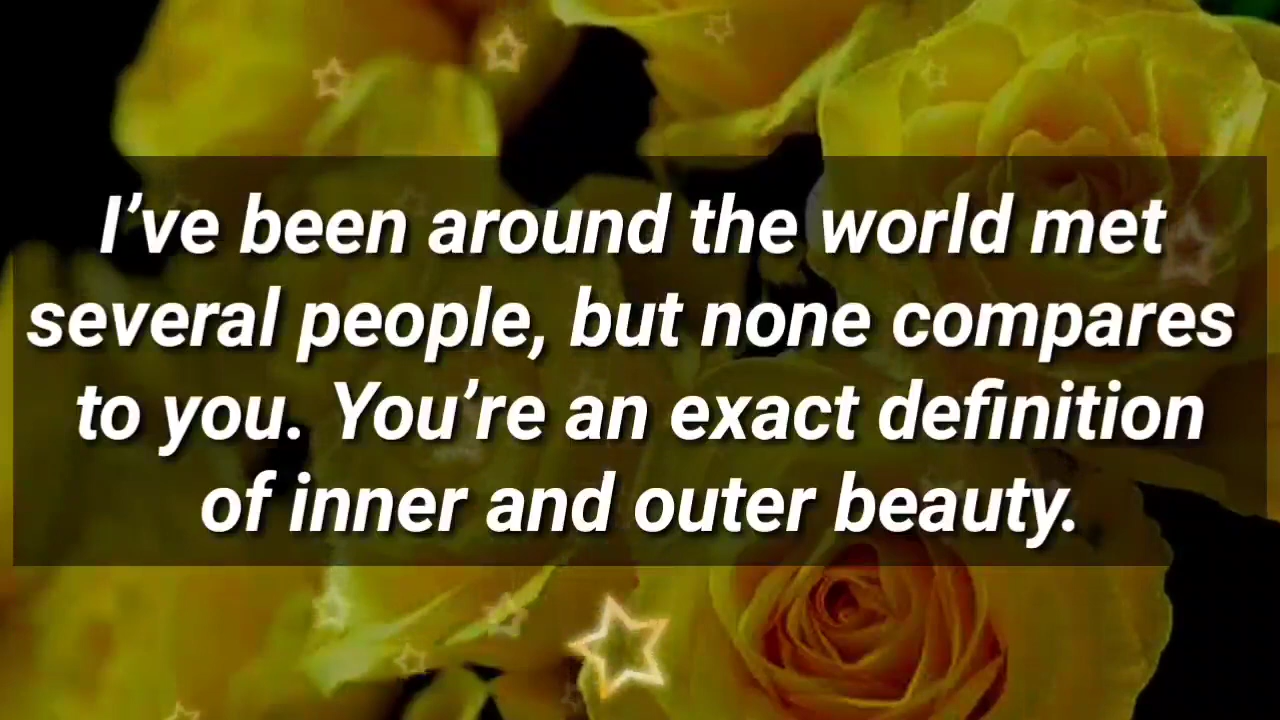 I’ve been around the world met
several people, but none compares
to you. You’re an exact definition
of inner and outer beauty.